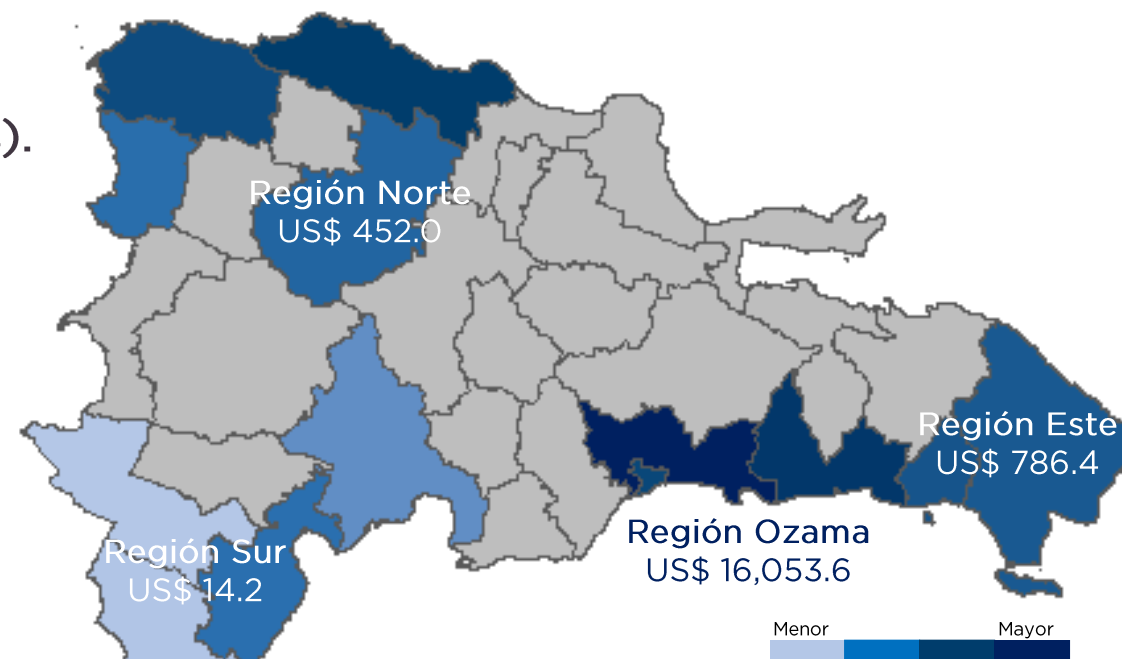 ).
Región Norte
US$ 452.0
Región Este
US$ 786.4
Región Ozama
US$ 16,053.6
Región Sur
US$ 14.2
Menor Mayor